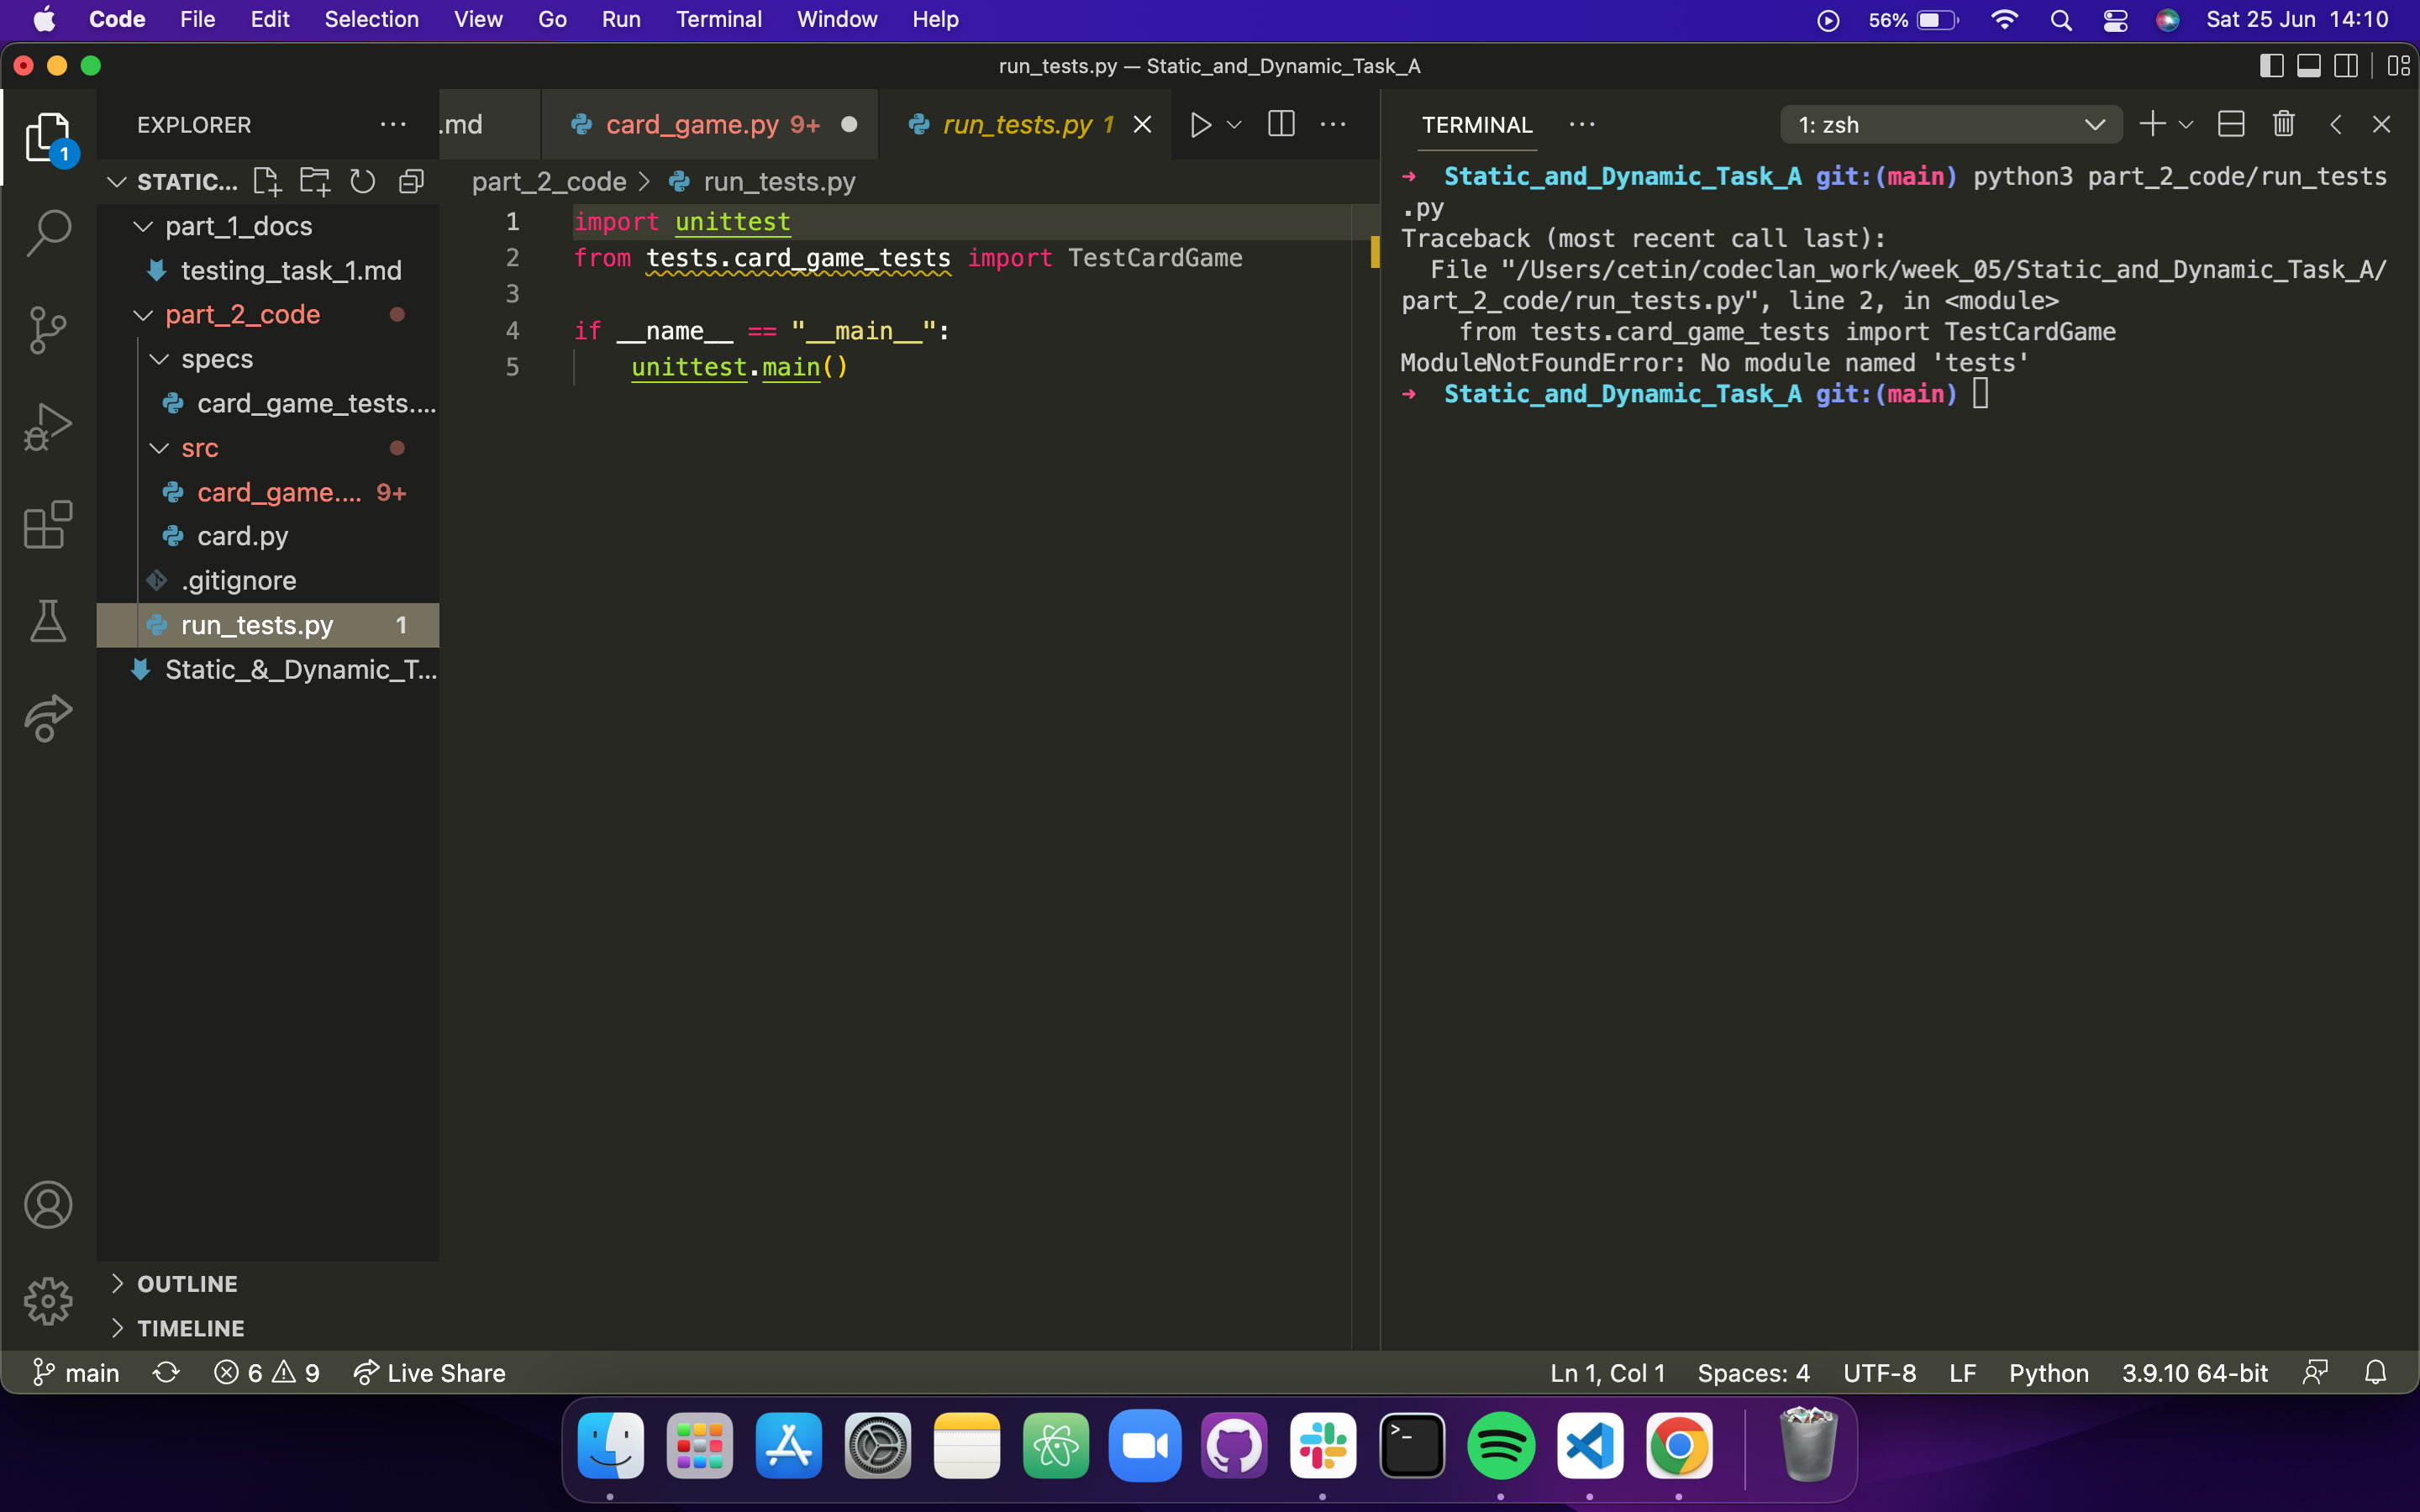 Code File Edit Selection View Go Run Terminal Window Help 56% Sat 25 Jun 14:10
run_tests.py — Static_and_Dynamic_Task_A
1
EXPLORER
STATIC...
part_1_docs
testing_task_1.md
part_2_code
specs
card_game_tests....
src
card_game.... 9+
card.py
.gitignore
run_tests.py 1
Static_&_Dynamic_T...
OUTLINE
TIMELINE
.md card_game.py 9+ run_tests.py 1
part_2_code > run_tests.py
1 import unittest
2 from tests.card_game_tests import TestCardGame
3
4 if __name__ == "__main__":
5 unittest.main()
TERMINAL 1: zsh
➜ Static_and_Dynamic_Task_A git:(main) python3 part_2_code/run_tests
.py
Traceback (most recent call last):
File "/Users/cetin/codeclan_work/week_05/Static_and_Dynamic_Task_A/
part_2_code/run_tests.py", line 2, in <module>
from tests.card_game_tests import TestCardGame
ModuleNotFoundError: No module named 'tests'
➜ Static_and_Dynamic_Task_A git:(main)
main 6 9 Live Share Ln 1, Col 1 Spaces: 4 UTF-8 LF Python 3.9.10 64-bit